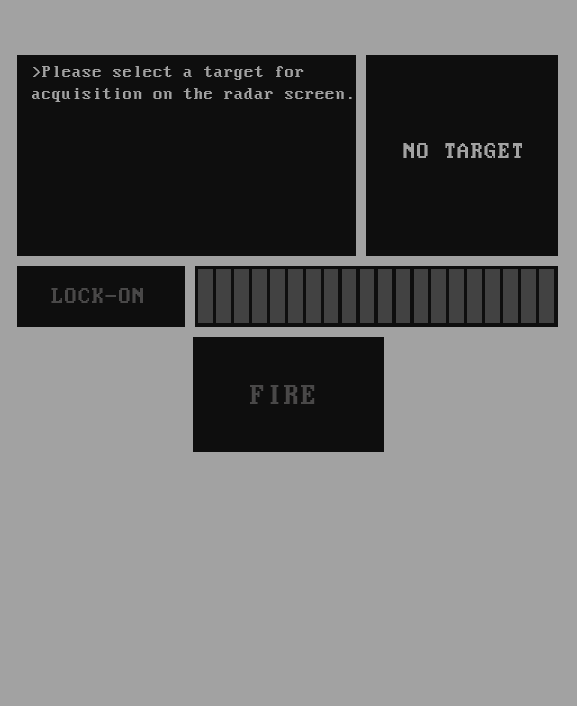 >Please select a target for
acquisition on the radar screen.
NO TARGET
LOCK-ON
FIRE